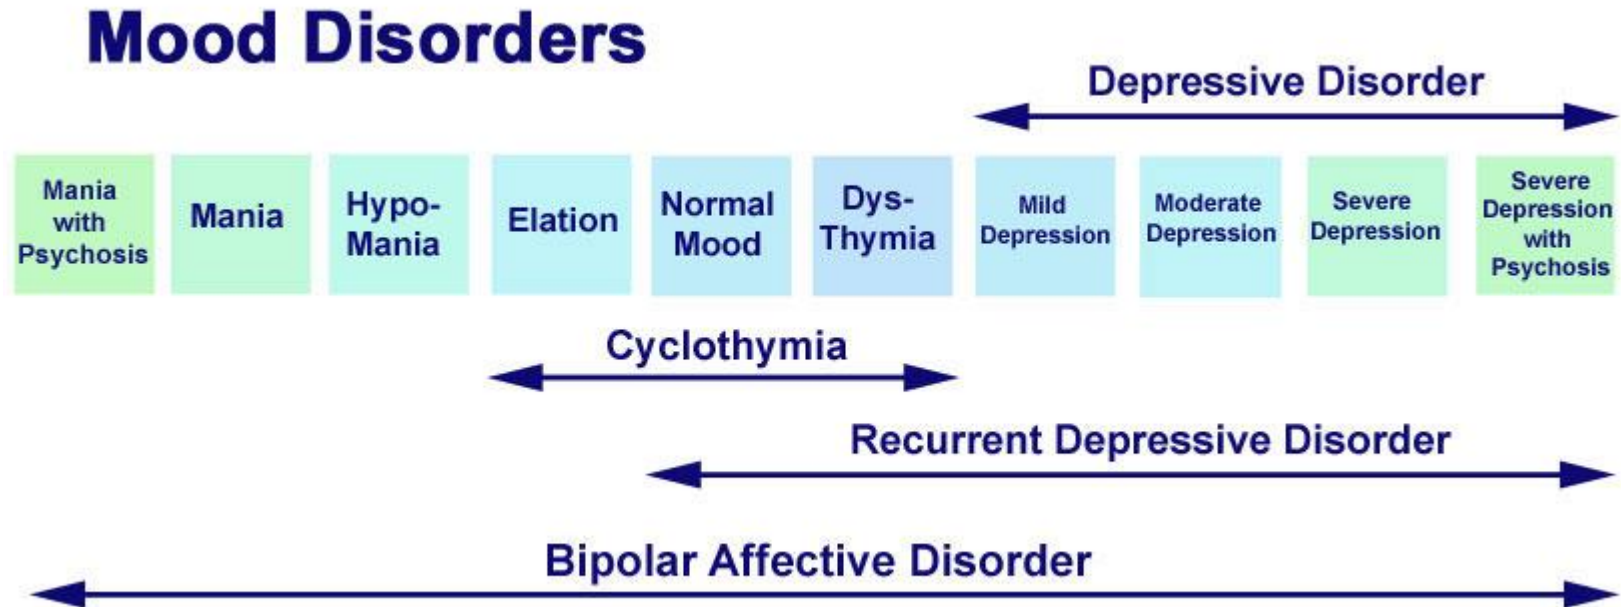 Mood Disorders
Depressive Disorder
Mania
with
Psychosis
Mania
Hypo-
Mania
Elation
Normal
Mood
Dys-
Thymia
Mild
Depression
Moderate
Depression
Severe
Depression
Severe
Depression
with
Psychosis
Cyclothymia
Recurrent Depressive Disorder
Bipolar Affective Disorder